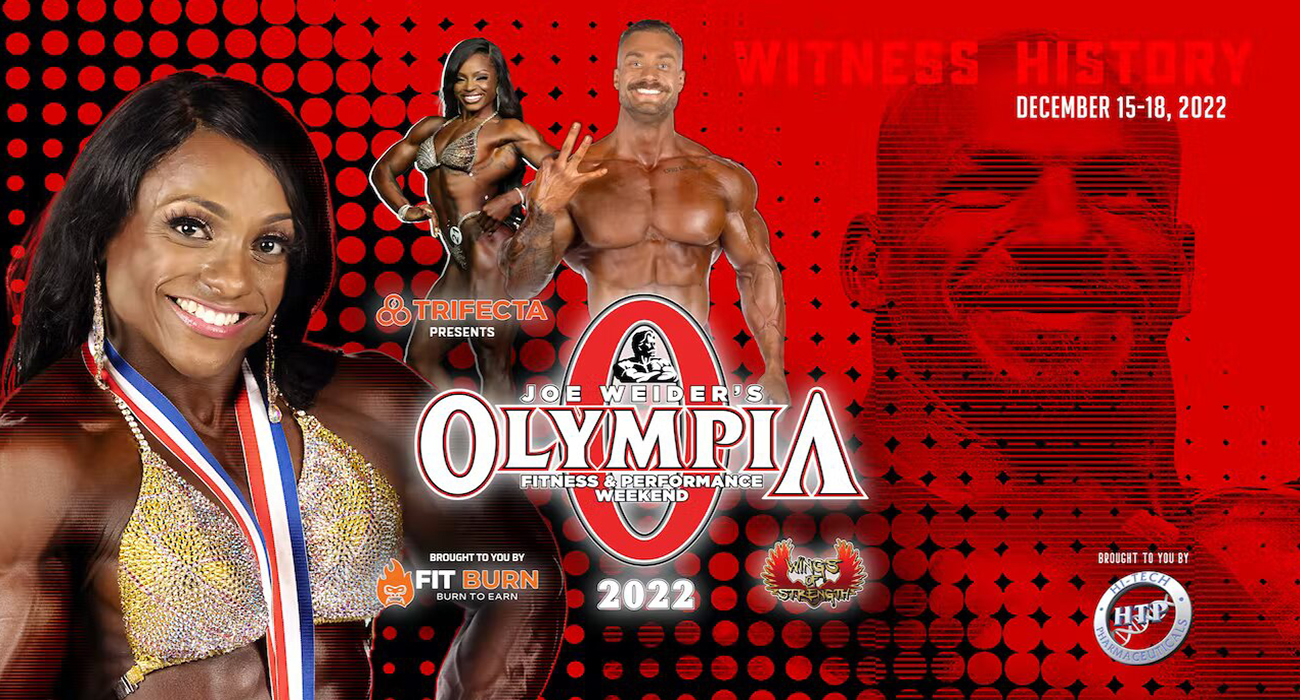 WITNESS HISTORY
DECEMBER 15-18, 2022
TRIFECTA
PRESENTS
JOE WEIDER'S
OLYMPIA
FITNESS & PERFORMANCE
WEEKEND
2022
BROUGHT TO YOU BY
FIT BURN
BURN TO EARN
WINGS
OF
STRENGTH
BROUGHT TO YOU BY
HI-TECH
HTP
PHARMACEUTICALS